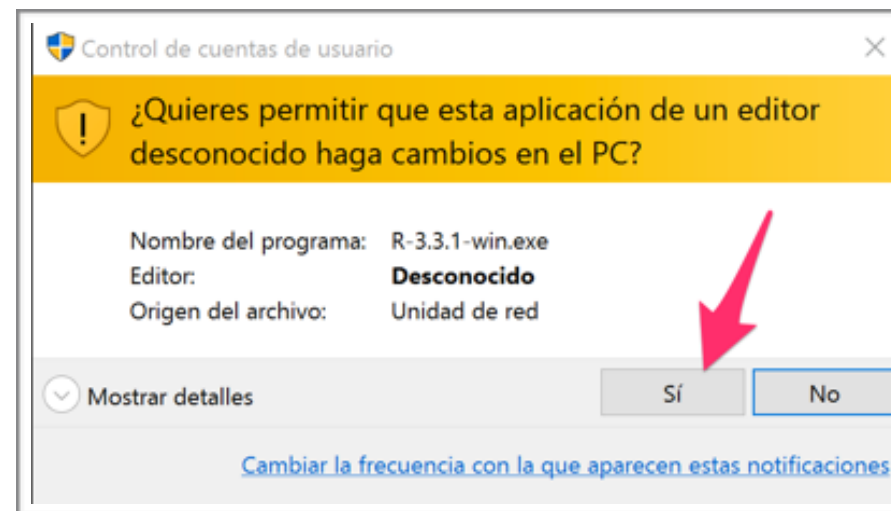 Control de cuentas de usuario
¿Quieres permitir que esta aplicación de un editor
desconocido haga cambios en el PC?
Nombre del programa: R-3.3.1-win.exe
Editor: Desconocido
Origen del archivo: Unidad de red
Mostrar detalles
Sí No
Cambiar la frecuencia con la que aparecen estas notificaciones